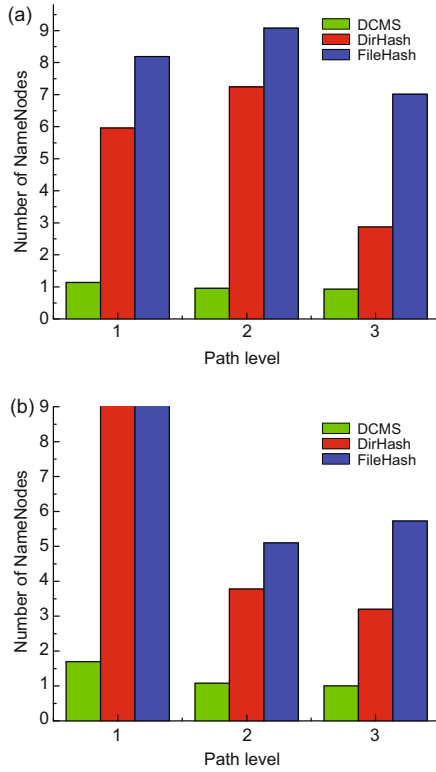 (a)
Number of NameNodes
9
8
7
6
5
4
3
2
1
0
DCMS
DirHash
FileHash
1 2 3
Path level
(b)
Number of NameNodes
9
8
7
6
5
4
3
2
1
0
DCMS
DirHash
FileHash
1 2 3
Path level